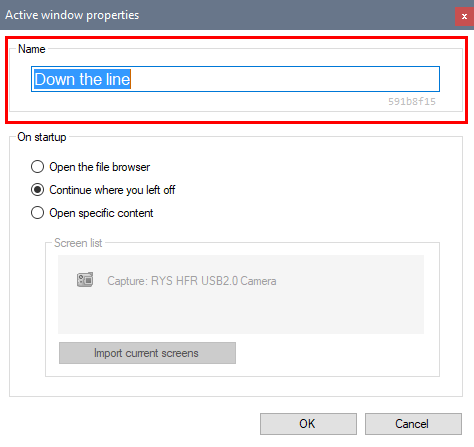 Active window properties
Name
Down the line
591b8f15
On startup
Open the file browser
Continue where you left off
Open specific content
Screen list
Capture: RYS HFR USB2.0 Camera
Import current screens
OK
Cancel